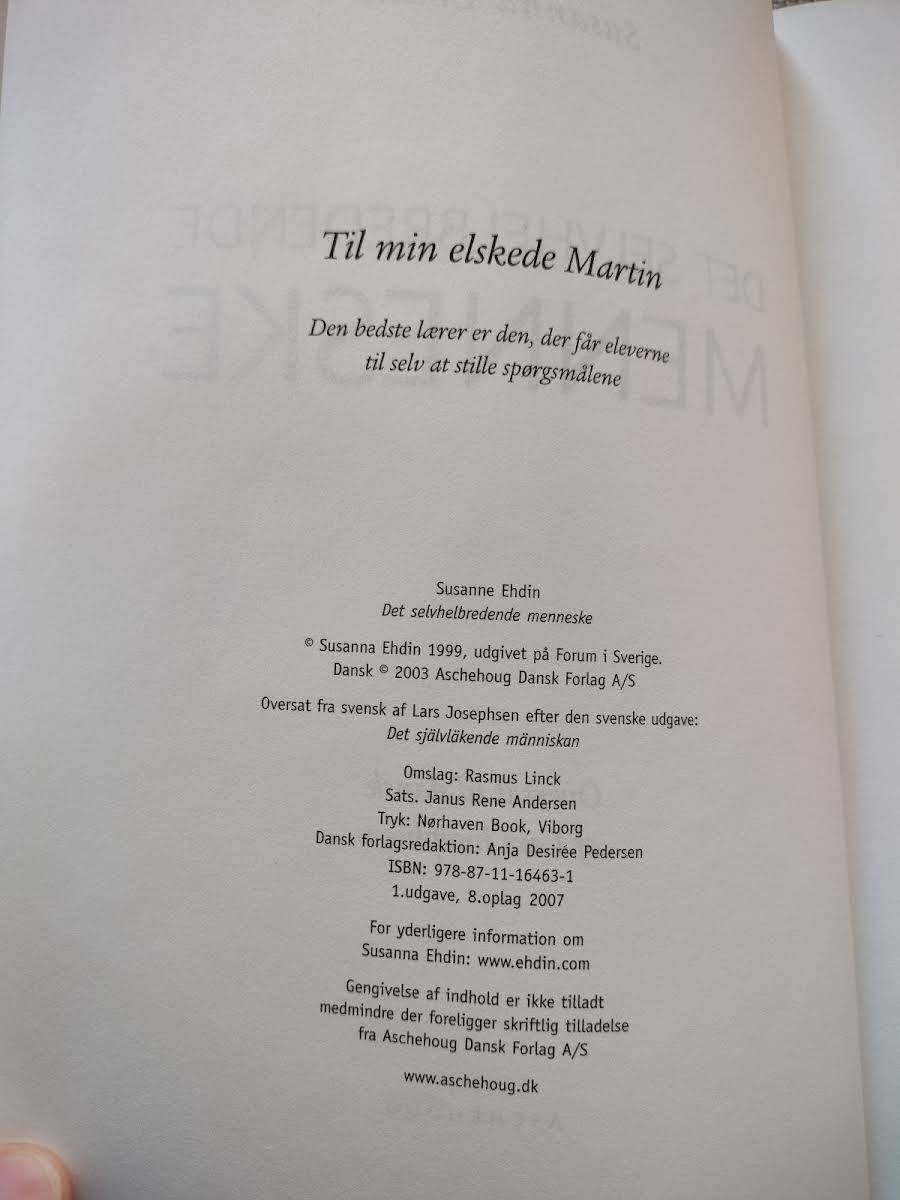 Til min elskede Martin
Den bedste lærer er den, der får eleverne
til selv at stille spørgsmålene
Susanne Ehdin
Det selvhelbredende menneske
© Susanna Ehdin 1999, udgivet på Forum i Sverige.
Dansk © 2003 Aschehoug Dansk Forlag A/S
Oversat fra svensk af Lars Josephsen efter den svenske udgave:
Det självläkende människan
Omslag: Rasmus Linck
Sats. Janus Rene Andersen
Tryk: Nørhaven Book, Viborg
Dansk forlagsredaktion: Anja Desirée Pedersen
ISBN: 978-87-11-16463-1
1.udgave, 8.oplag 2007
For yderligere information om
Susanna Ehdin: www.ehdin.com
Gengivelse af indhold er ikke tilladt
medmindre der foreligger skriftlig tilladelse
fra Aschehoug Dansk Forlag A/S
www.aschehoug.dk